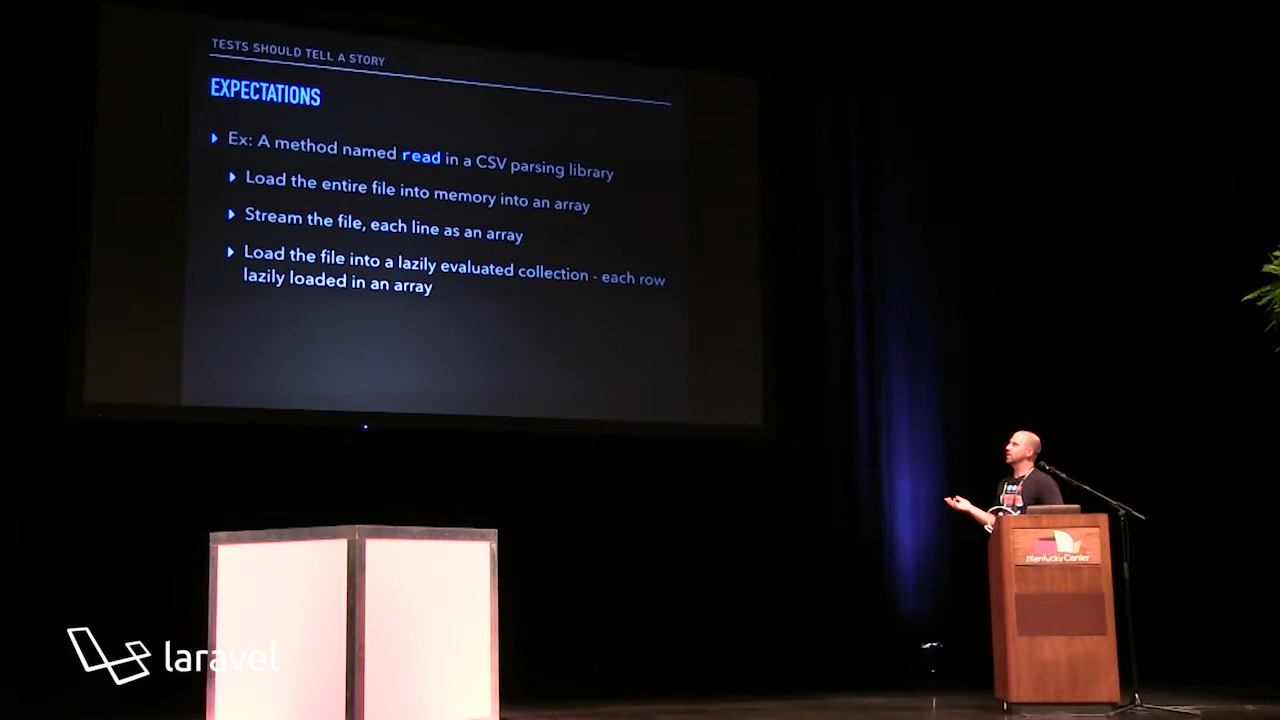 TESTS SHOULD TELL A STORY
EXPECTATIONS
Ex: A method named read in a CSV parsing library
Load the entire file into memory into an array
Stream the file, each line as an array
Load the file into a lazily evaluated collection - each row
lazily loaded in an array
Kentucky Center
laravel